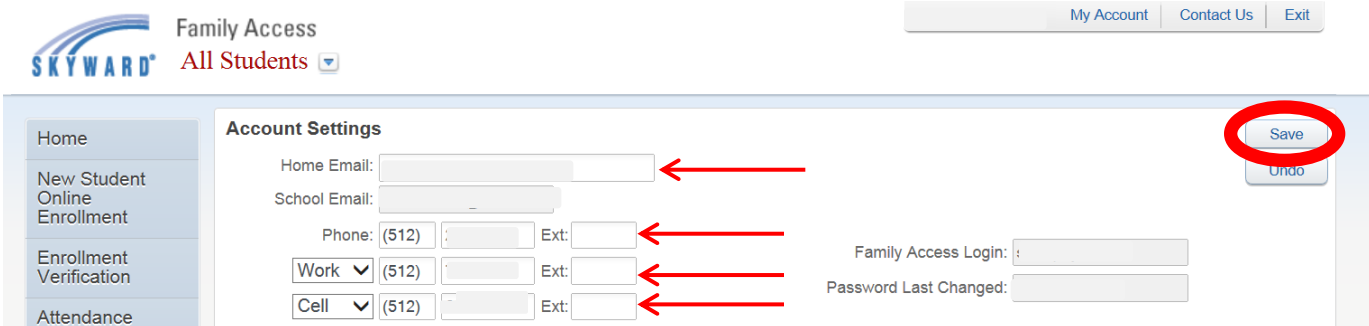 My Account Contact Us Exit
Family Access
SKYWARD®
All Students
Home
New Student
Online
Enrollment
Enrollment
Verification
Attendance
Account Settings
Save
Undo
Home Email:
School Email:
Phone: (512) Ext:
Work (512) Ext:
Cell (512) Ext:
Family Access Login:
Password Last Changed: